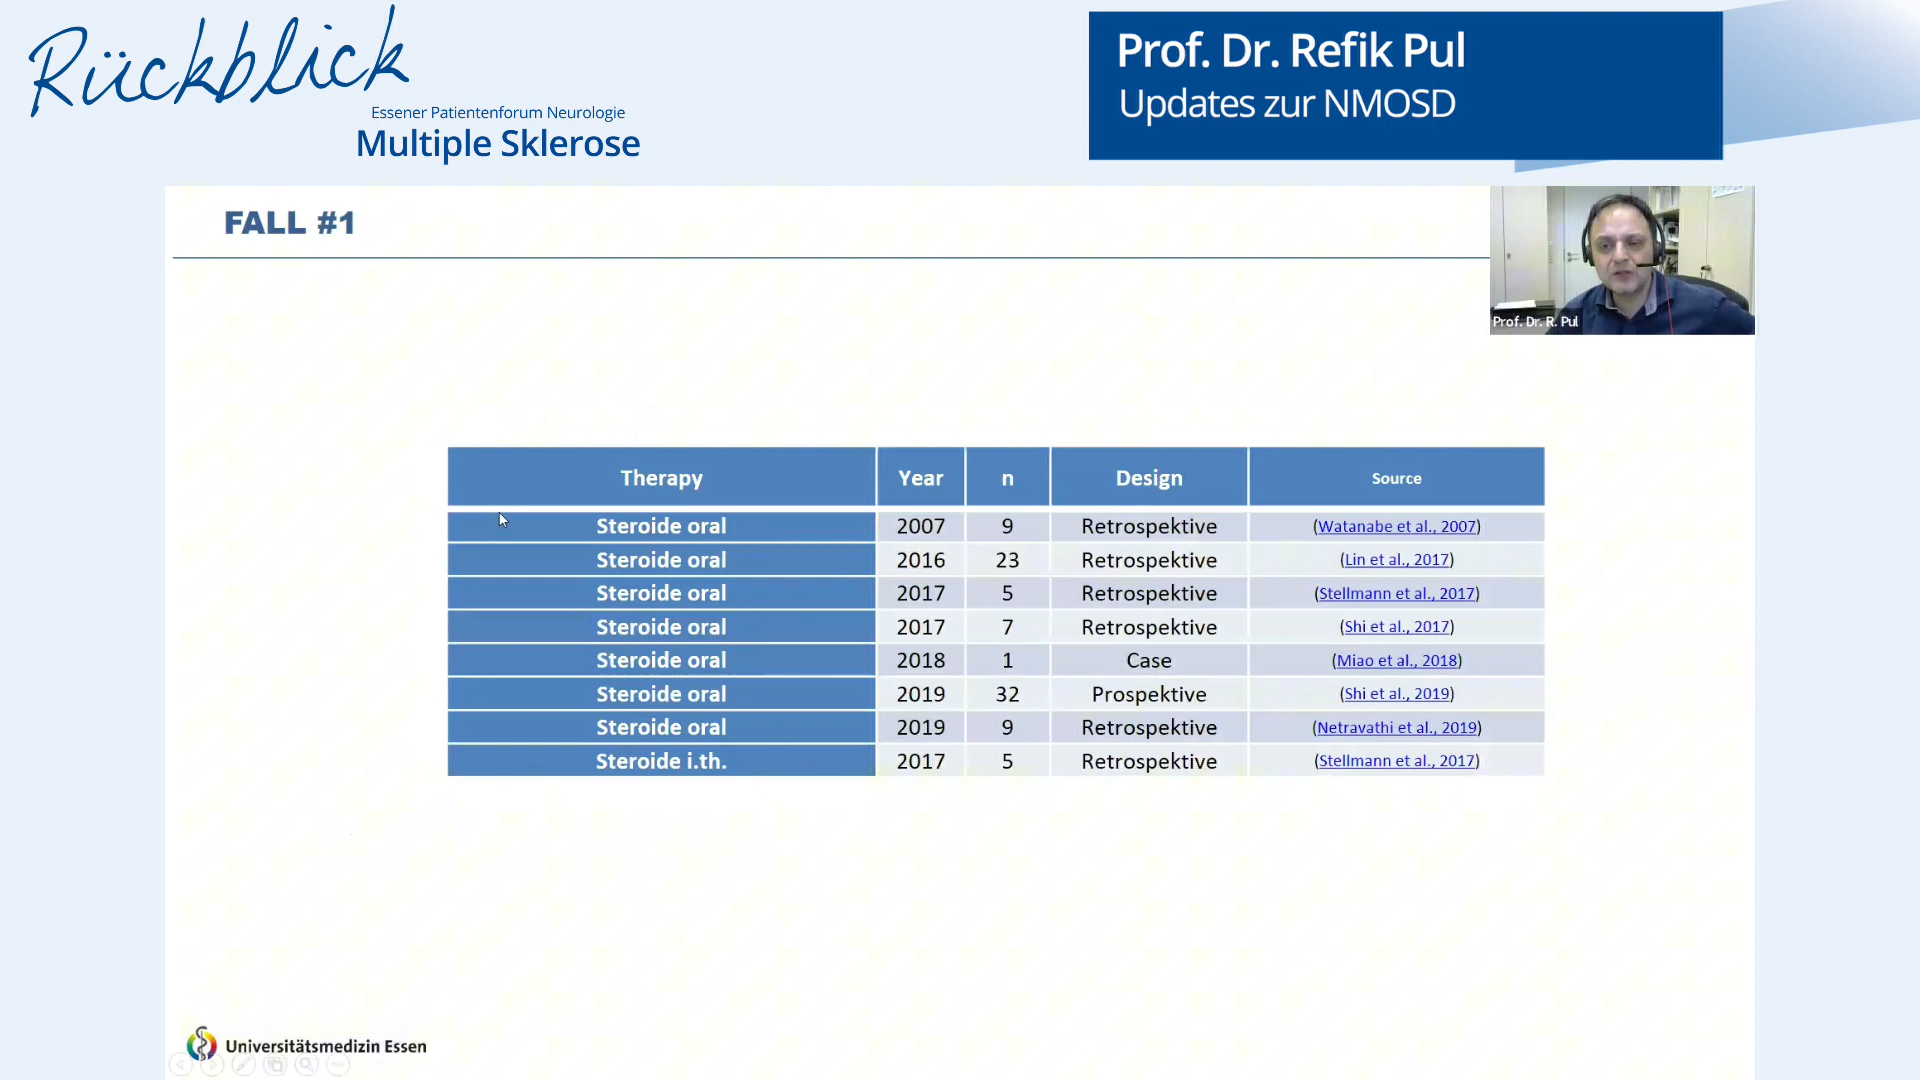 Rückblick
Essener Patientenforum Neurologie
Multiple Sklerose
Prof. Dr. Refik Pul
Updates zur NMOSD
FALL #1
Prof. Dr. R. Pul
Therapy Year n Design Source
Steroide oral 2007 9 Retrospektive (Watanabe et al., 2007)
Steroide oral 2016 23 Retrospektive (Lin et al., 2017)
Steroide oral 2017 5 Retrospektive (Stellmann et al., 2017)
Steroide oral 2017 7 Retrospektive (Shi et al., 2017)
Steroide oral 2018 1 Case (Miao et al., 2018)
Steroide oral 2019 32 Prospektive (Shi et al., 2019)
Steroide oral 2019 9 Retrospektive (Netravathi et al., 2019)
Steroide i.th. 2017 5 Retrospektive (Stellmann et al., 2017)
Universitätsmedizin Essen